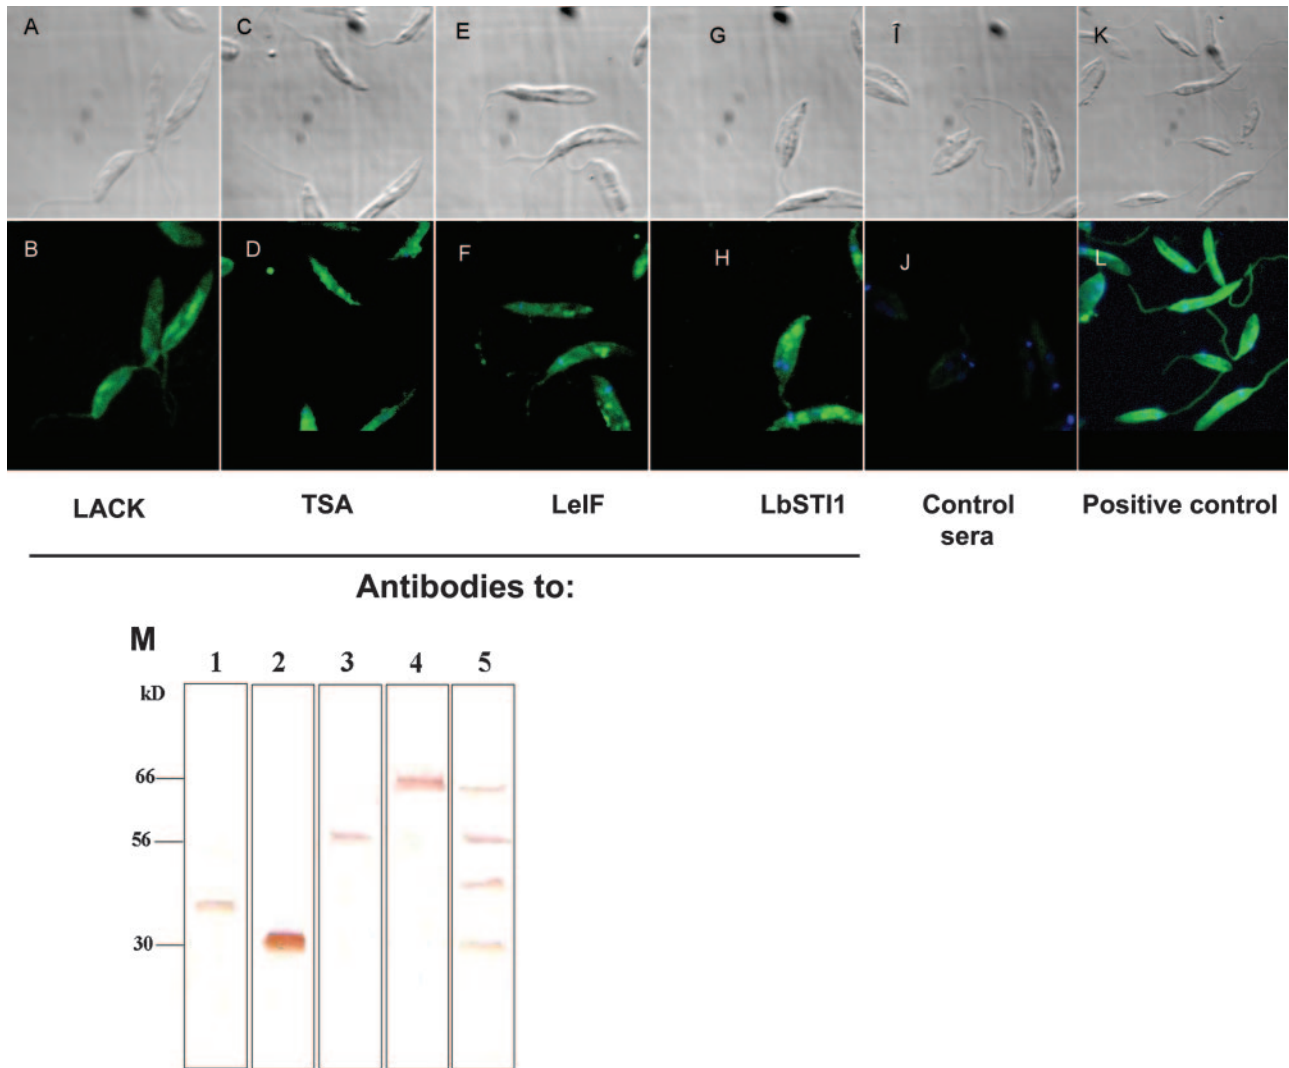 A C E G I K
B D F H J L
LACK TSA LeIF LbSTI1 Control sera Positive control
Antibodies to:
M
1 2 3 4 5
kD
66
56
30